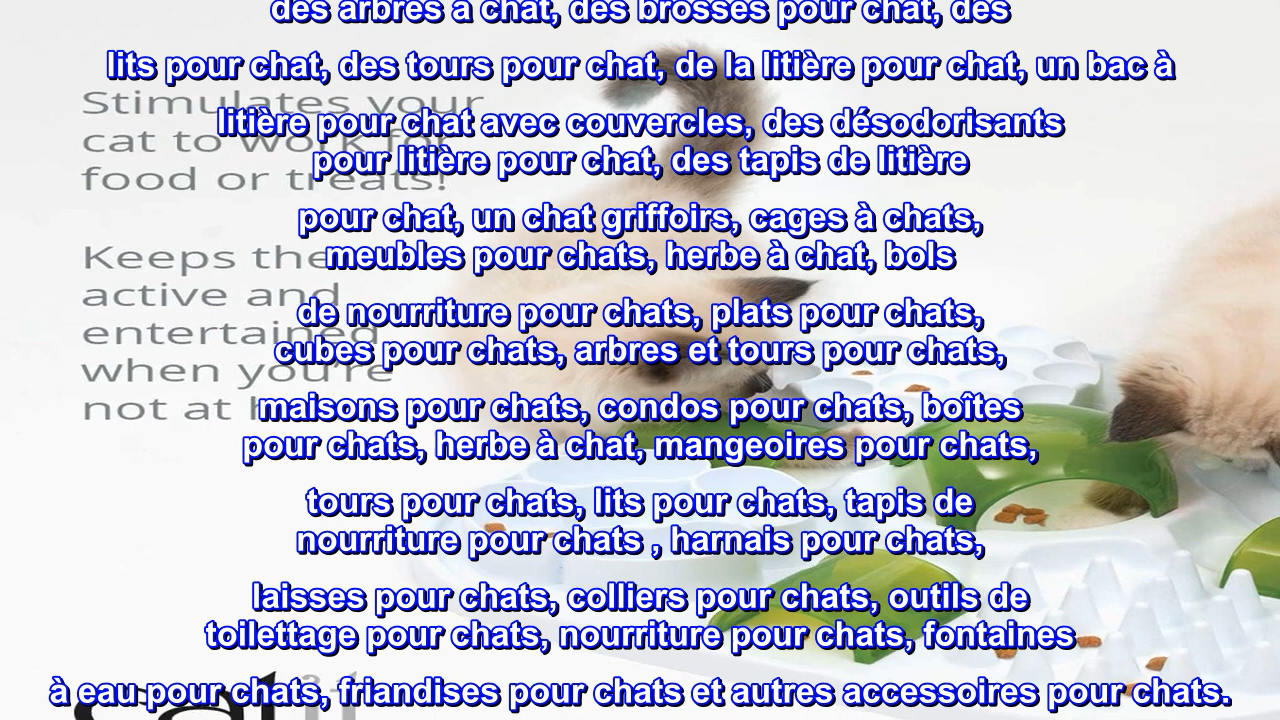 des arbres à chat, des brosses pour chat, des
lits pour chat, des tours pour chat, de la litière pour chat, un bac à
litière pour chat avec couvercles, des désodorisants
pour litière pour chat, des tapis de litière
pour chat, un chat griffoirs, cages à chats,
meubles pour chats, herbe à chat, bols
de nourriture pour chats, plats pour chats,
cubes pour chats, arbres et tours pour chats,
maisons pour chats, condos pour chats, boîtes
pour chats, herbe à chat, mangeoires pour chats,
tours pour chats, lits pour chats, tapis de
nourriture pour chats , harnais pour chats,
laisses pour chats, colliers pour chats, outils de
toilettage pour chats, nourriture pour chats, fontaines
à eau pour chats, friandises pour chats et autres accessoires pour chats.
Stimulates your
cat to work for
food or treats!
Keeps the
active and
entertained
when you're
not at